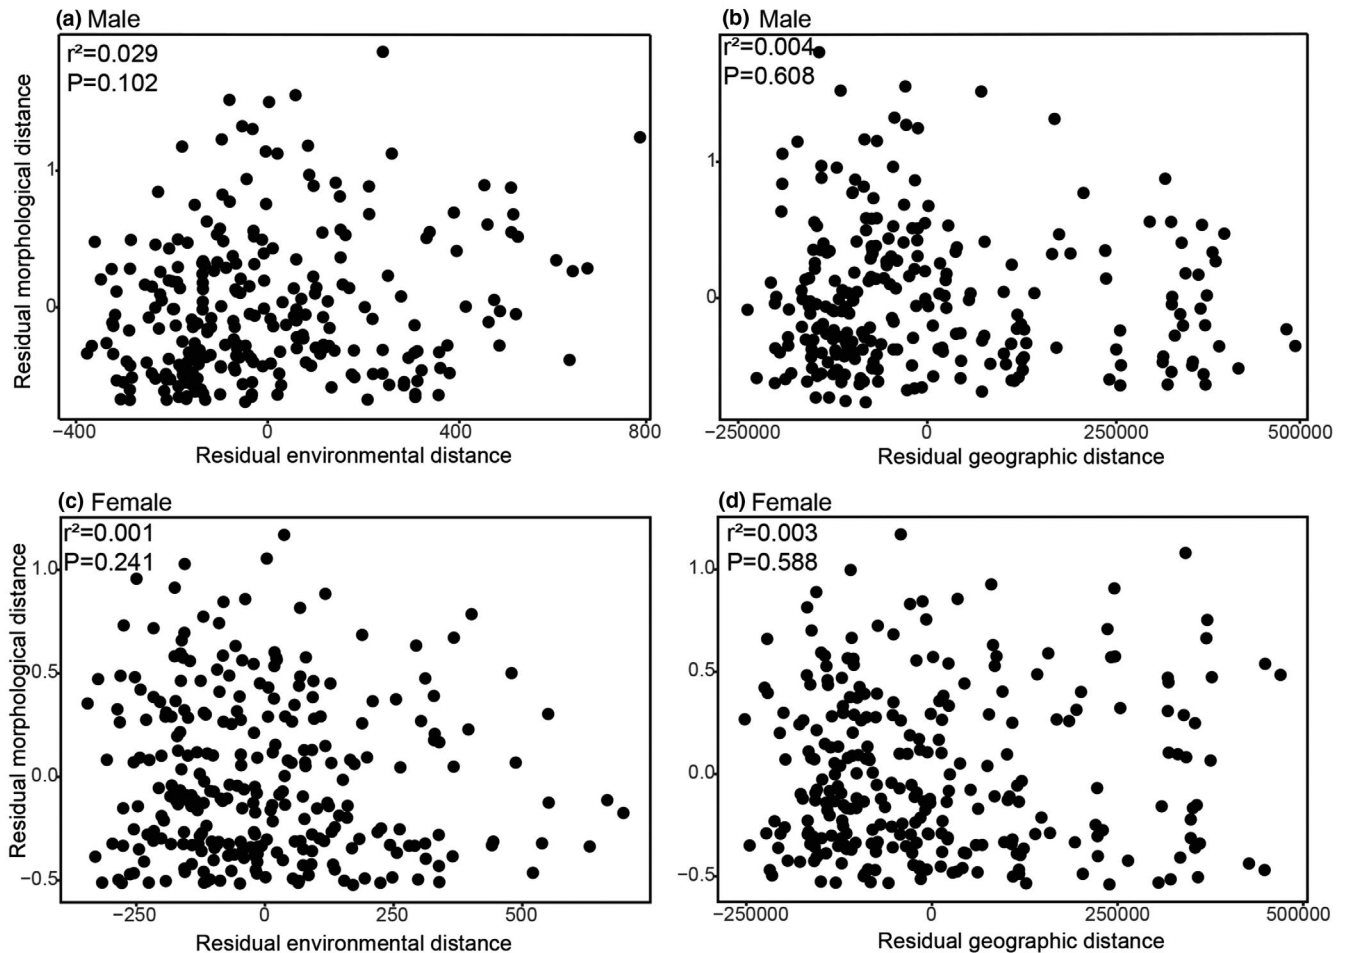 (a) Male
r²=0.029
P=0.102
Residual morphological distance
1
0
−400 0 400 800
Residual environmental distance
(b) Male
r²=0.004
P=0.608
1
0
−250000 0 250000 500000
Residual geographic distance
(c) Female
r²=0.001
P=0.241
Residual morphological distance
1.0
0.5
0.0
−0.5
−250 0 250 500
Residual environmental distance
(d) Female
r²=0.003
P=0.588
1.0
0.5
0.0
−0.5
−250000 0 250000 500000
Residual geographic distance